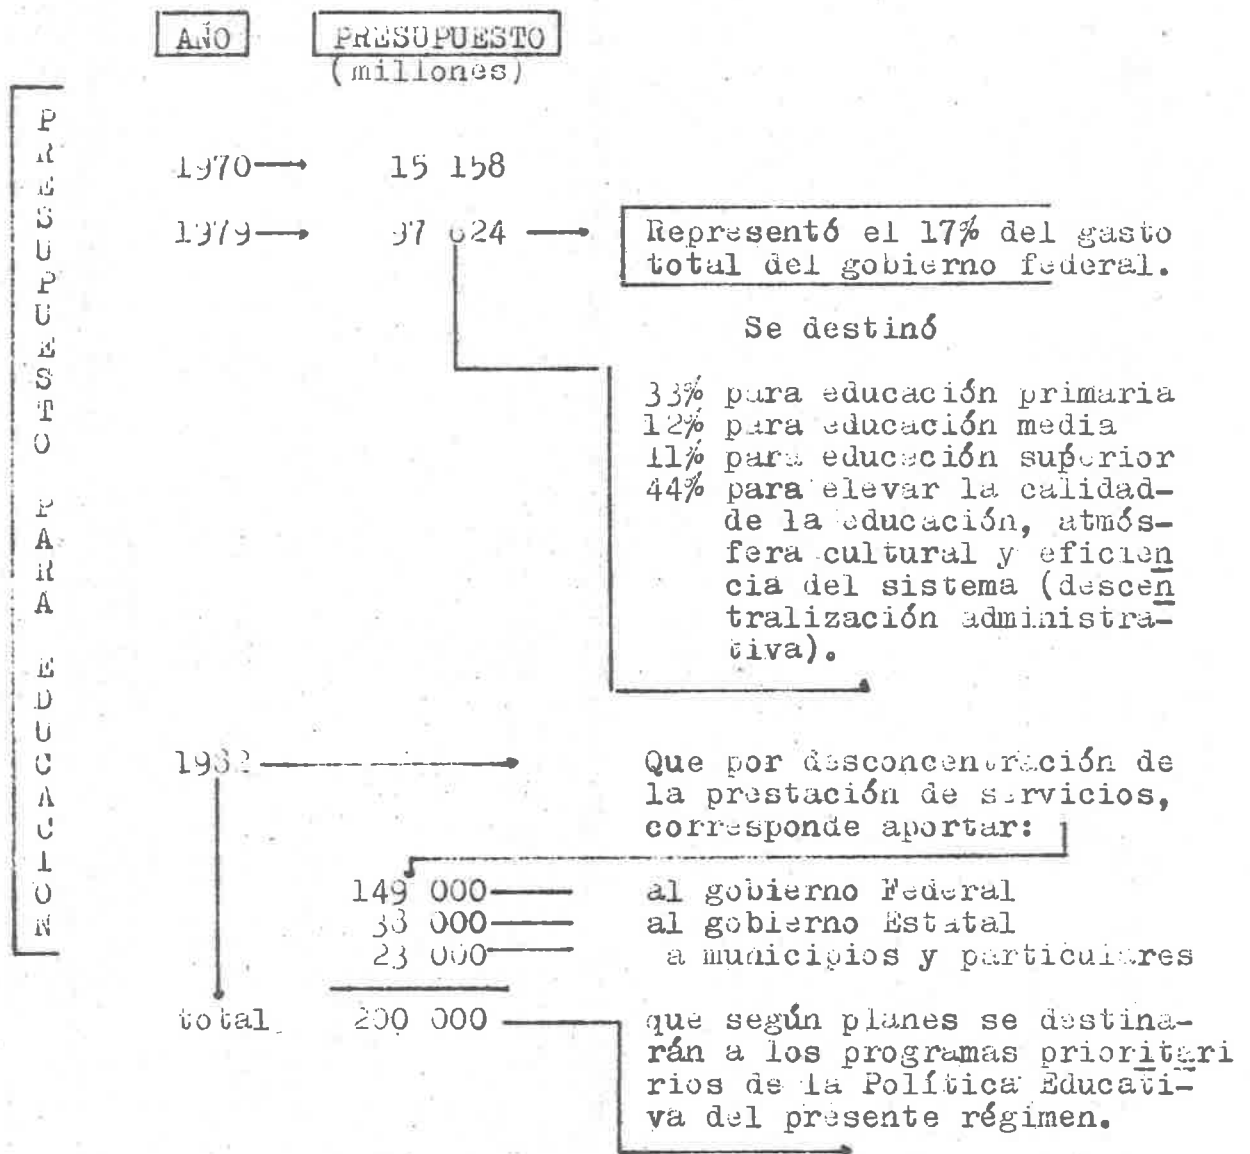 AÑO PRESUPUESTO
(millones)
PRESUPUESTO PARA EDUCACION
1970 15 158
1979
Representó el 17% del gasto
total del gobierno federal.
Se destinó
33% para educación primaria
12% para educación media
11% para educación superior
44% para elevar la calidad-
de la educación, atmós-
fera cultural y eficien
cia del sistema (descen
tralización administra-
tiva).
1982 Que por desconcentración de
la prestación de servicios,
corresponde aportar:
149 000 al gobierno Federal
000 al gobierno Estatal
23 000 a municipios y particulares
total 200 000 que según planes se destina-
rán a los programas prioritari
rios de la Política Educati-
va del presente régimen.